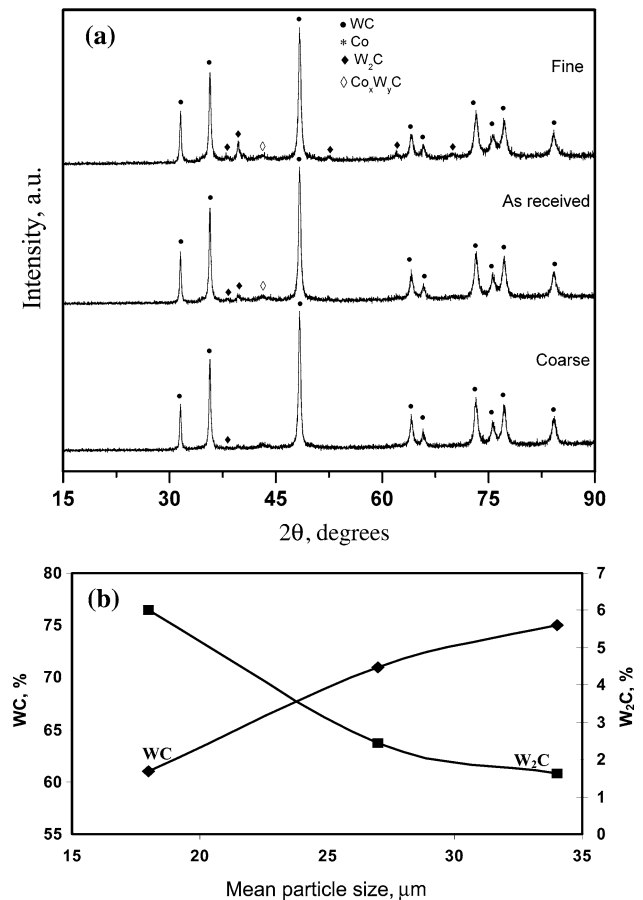 (a)
● WC
* Co
◆ W₂C
◇ CoₓWᵧC
Fine
As received
Coarse
Intensity, a.u.
15 30 45 60 75 90
2θ, degrees
(b)
80
75
70
65
60
55
WC, %
7
6
5
4
3
2
1
0
W₂C, %
WC
W₂C
15 20 25 30 35
Mean particle size, μm